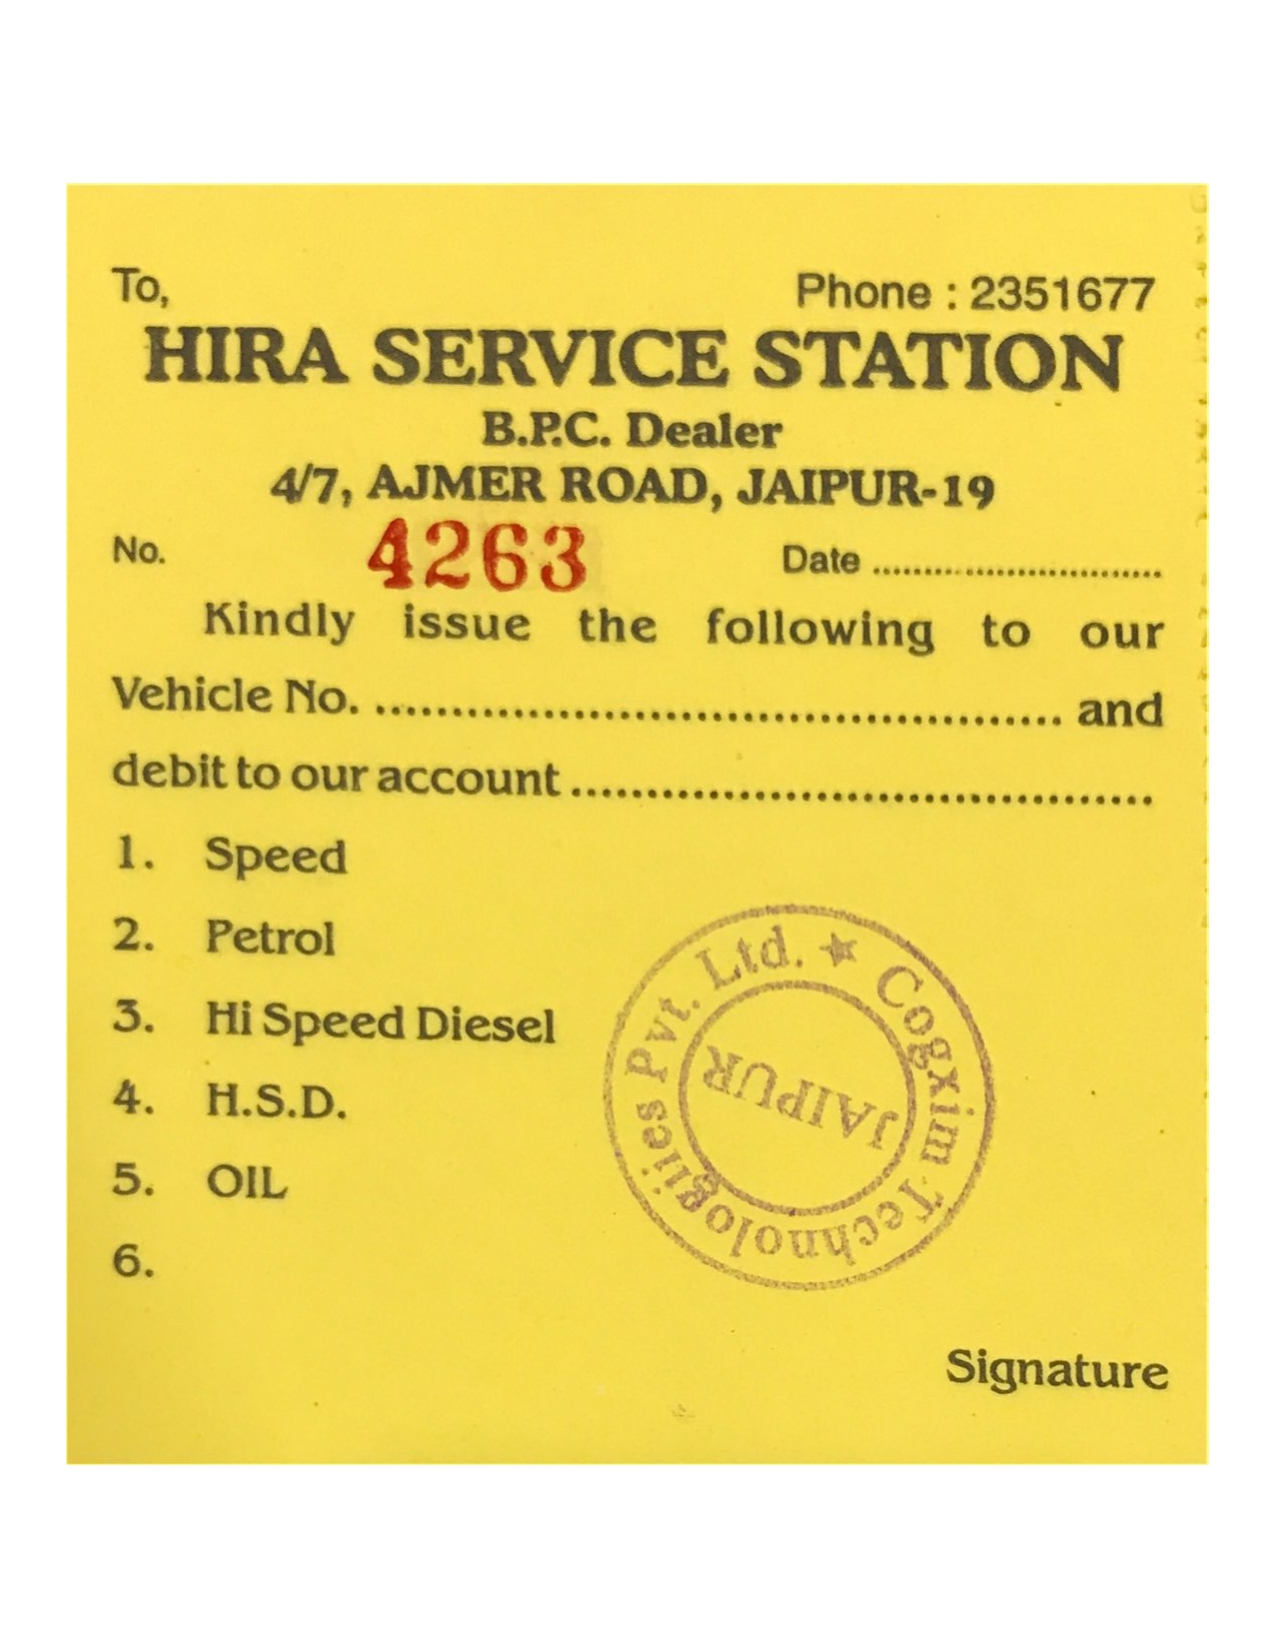 To,
Phone : 2351677
HIRA SERVICE STATION
B.P.C. Dealer
4/7, AJMER ROAD, JAIPUR-19
No. 4263 Date ..............................
Kindly issue the following to our
Vehicle No. .............................................. and
debit to our account .......................................
1. Speed
2. Petrol
3. Hi Speed Diesel
4. H.S.D.
5. OIL
6.
Cogxim Technologiies Pvt. Ltd. ★
JAIPUR
Signature